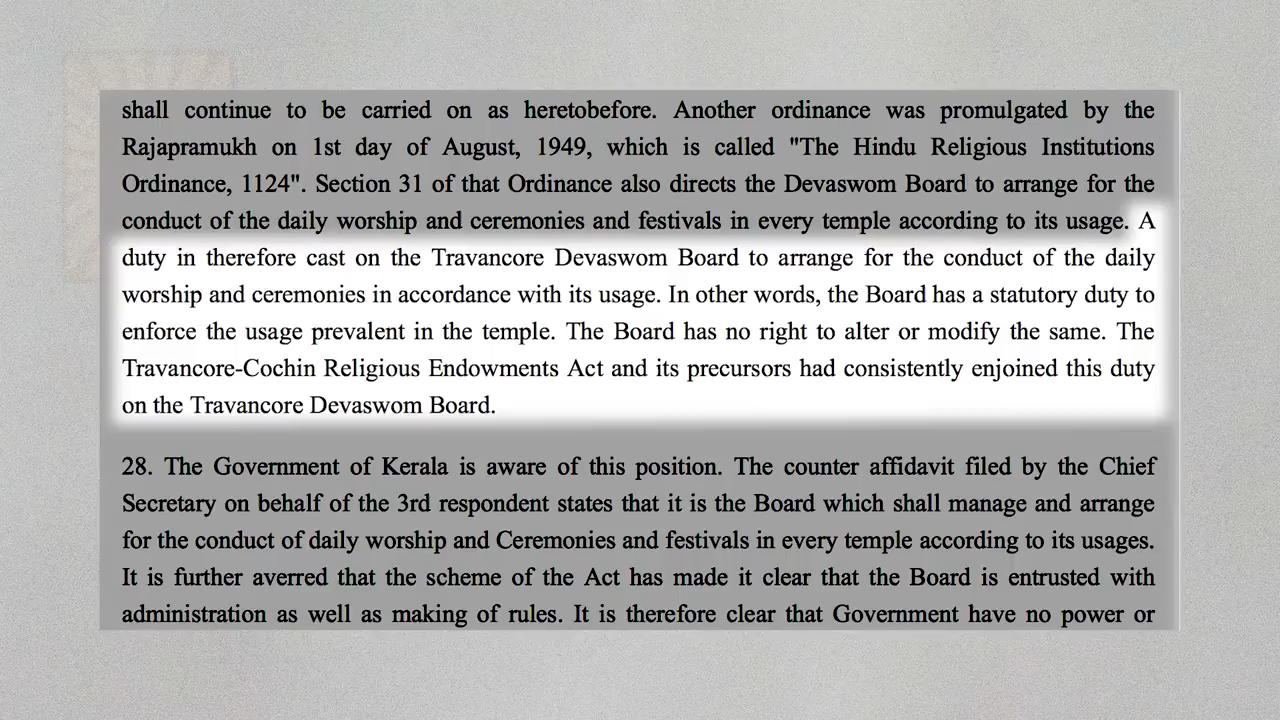 shall continue to be carried on as heretobefore. Another ordinance was promulgated by the
Rajapramukh on 1st day of August, 1949, which is called "The Hindu Religious Institutions
Ordinance, 1124". Section 31 of that Ordinance also directs the Devaswom Board to arrange for the
conduct of the daily worship and ceremonies and festivals in every temple according to its usage. A
duty in therefore cast on the Travancore Devaswom Board to arrange for the conduct of the daily
worship and ceremonies in accordance with its usage. In other words, the Board has a statutory duty to
enforce the usage prevalent in the temple. The Board has no right to alter or modify the same. The
Travancore-Cochin Religious Endowments Act and its precursors had consistently enjoined this duty
on the Travancore Devaswom Board.
28. The Government of Kerala is aware of this position. The counter affidavit filed by the Chief
Secretary on behalf of the 3rd respondent states that it is the Board which shall manage and arrange
for the conduct of daily worship and Ceremonies and festivals in every temple according to its usages.
It is further averred that the scheme of the Act has made it clear that the Board is entrusted with
administration as well as making of rules. It is therefore clear that Government have no power or